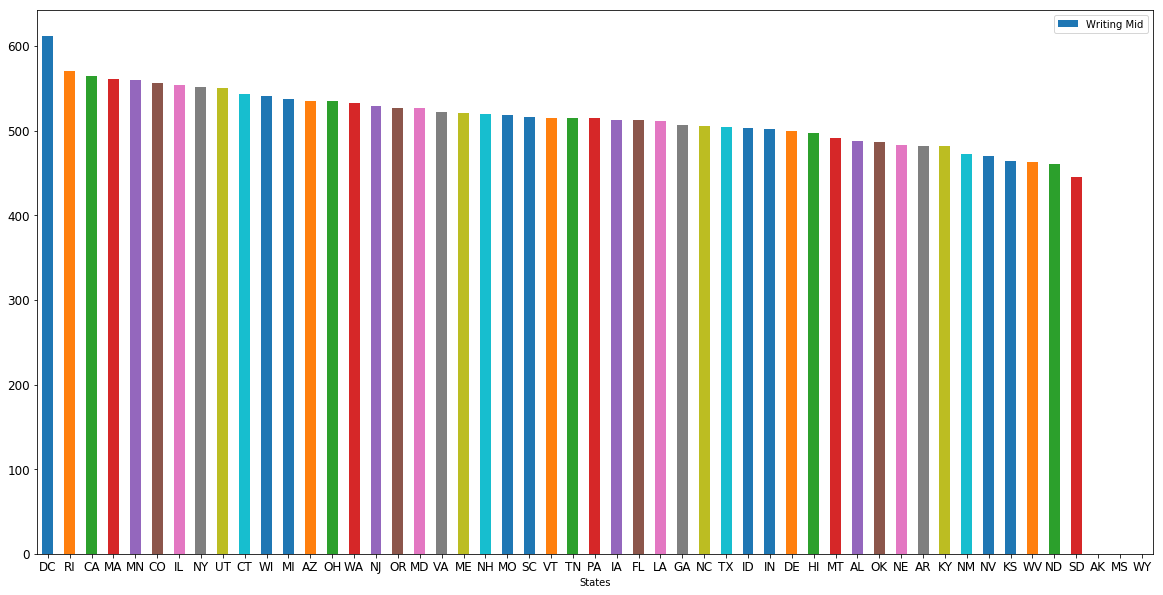 Writing Mid
600
500
400
300
200
100
0
DC RI CA MA MN CO IL NY UT CT WI MI AZ OH WA NJ OR MD VA ME NH MO SC VT TN PA IA FL LA GA NC TX ID IN DE HI MT AL OK NE AR KY NM NV KS WV ND SD AK MS WY
States